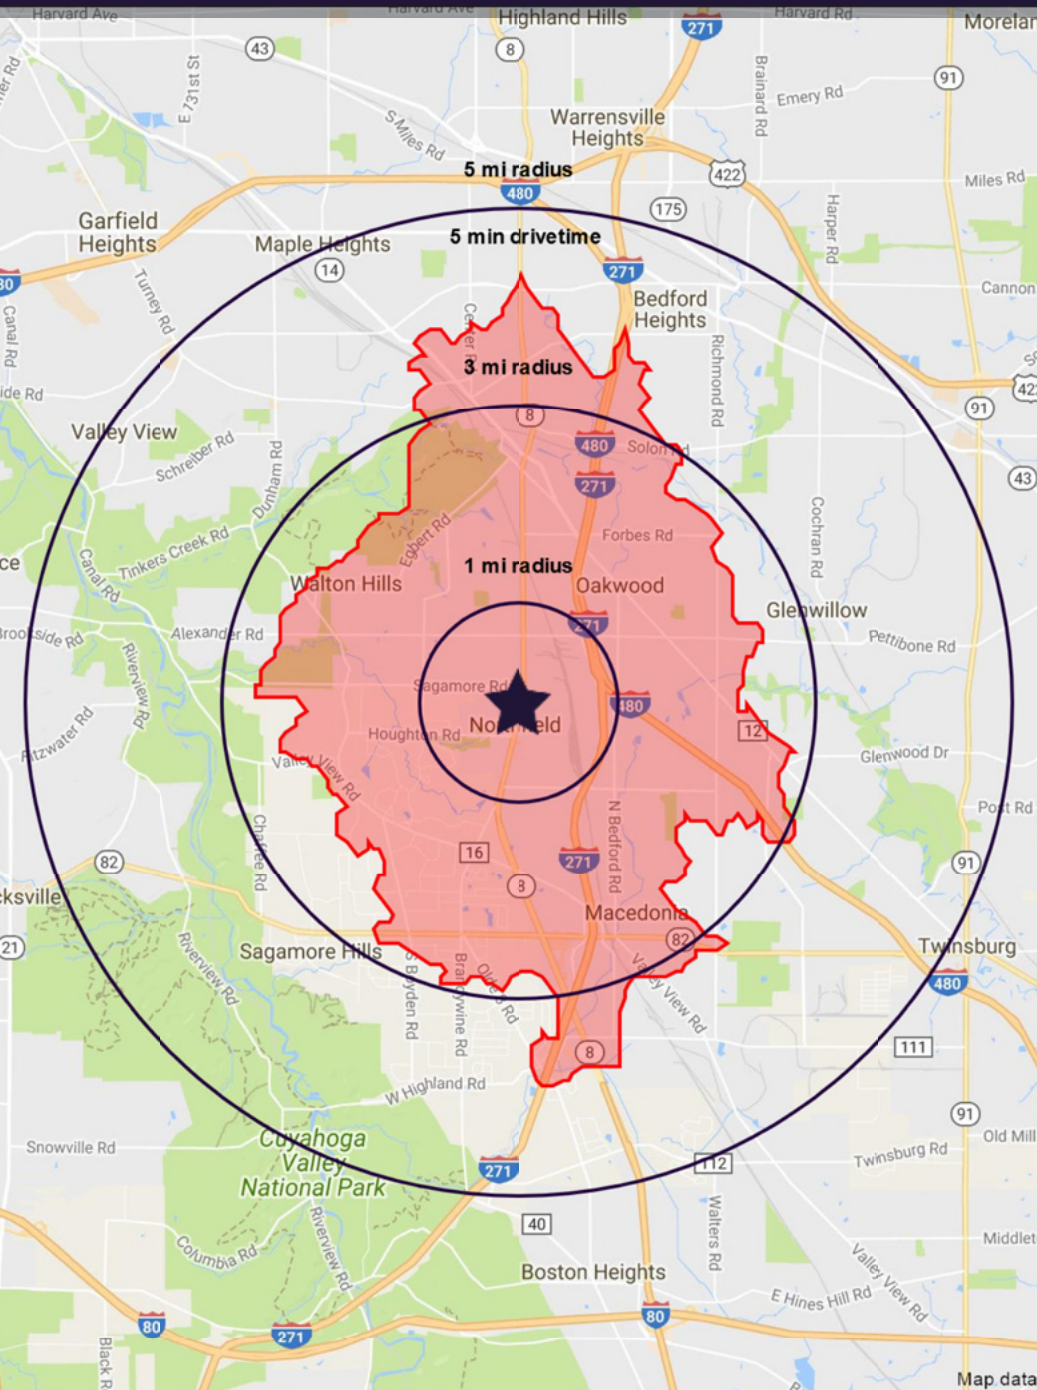 Harvard Ave
Harvard Ave
Highland Hills
Harvard Rd
271
43
8
91
E 731st St
Brainard Rd
Emery Rd
S Miles Rd
Warrensville
Heights
5 mi radius
422
480
Miles Rd
175
Harper Rd
Garfield
Heights
Maple Heights
5 min drivetime
14
271
Turney Rd
Canal Rd
Bedford
Heights
Cannon
Richmond Rd
3 mi radius
8
91
Valley View
Schreiber Rd
Dunham Rd
480
Solon Rd
271
43
Cochran Rd
Egbert Rd
Forbes Rd
Tinkers Creek Rd
Canal Rd
1 mi radius
Walton Hills
Oakwood
Glenwillow
271
Alexander Rd
Pettibone Rd
Riverview Rd
Sagamore Rd
480
Northfield
Houghton Rd
12
Fitzwater Rd
Valley View Rd
Glenwood Dr
Post Rd
N Bedford Rd
Chaffee Rd
16
271
82
91
8
Macedonia
82
21
Sagamore Hills
Twinsburg
Riverview Rd
S Boyden Rd
Brandywine Rd
Olde 8 Rd
Valley View Rd
480
111
8
W Highland Rd
91
Old Mill
Snowville Rd
Cuyahoga
Valley
National Park
271
112
Twinsburg Rd
Riverview Rd
40
Walters Rd
Columbia Rd
Middlet
Boston Heights
Valley View Rd
E Hines Hill Rd
80
271
80
Black R
Map data